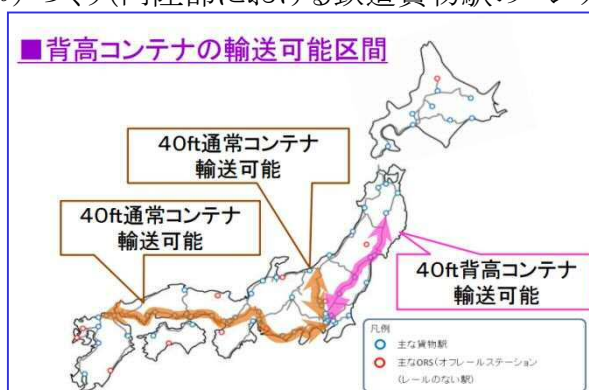 ■背高コンテナの輸送可能区間
40ft通常コンテナ
輸送可能
40ft通常コンテナ
輸送可能
40ft背高コンテナ
輸送可能
凡例
主な貨物駅
主なORS(オフレールステーション
(レールのない駅)